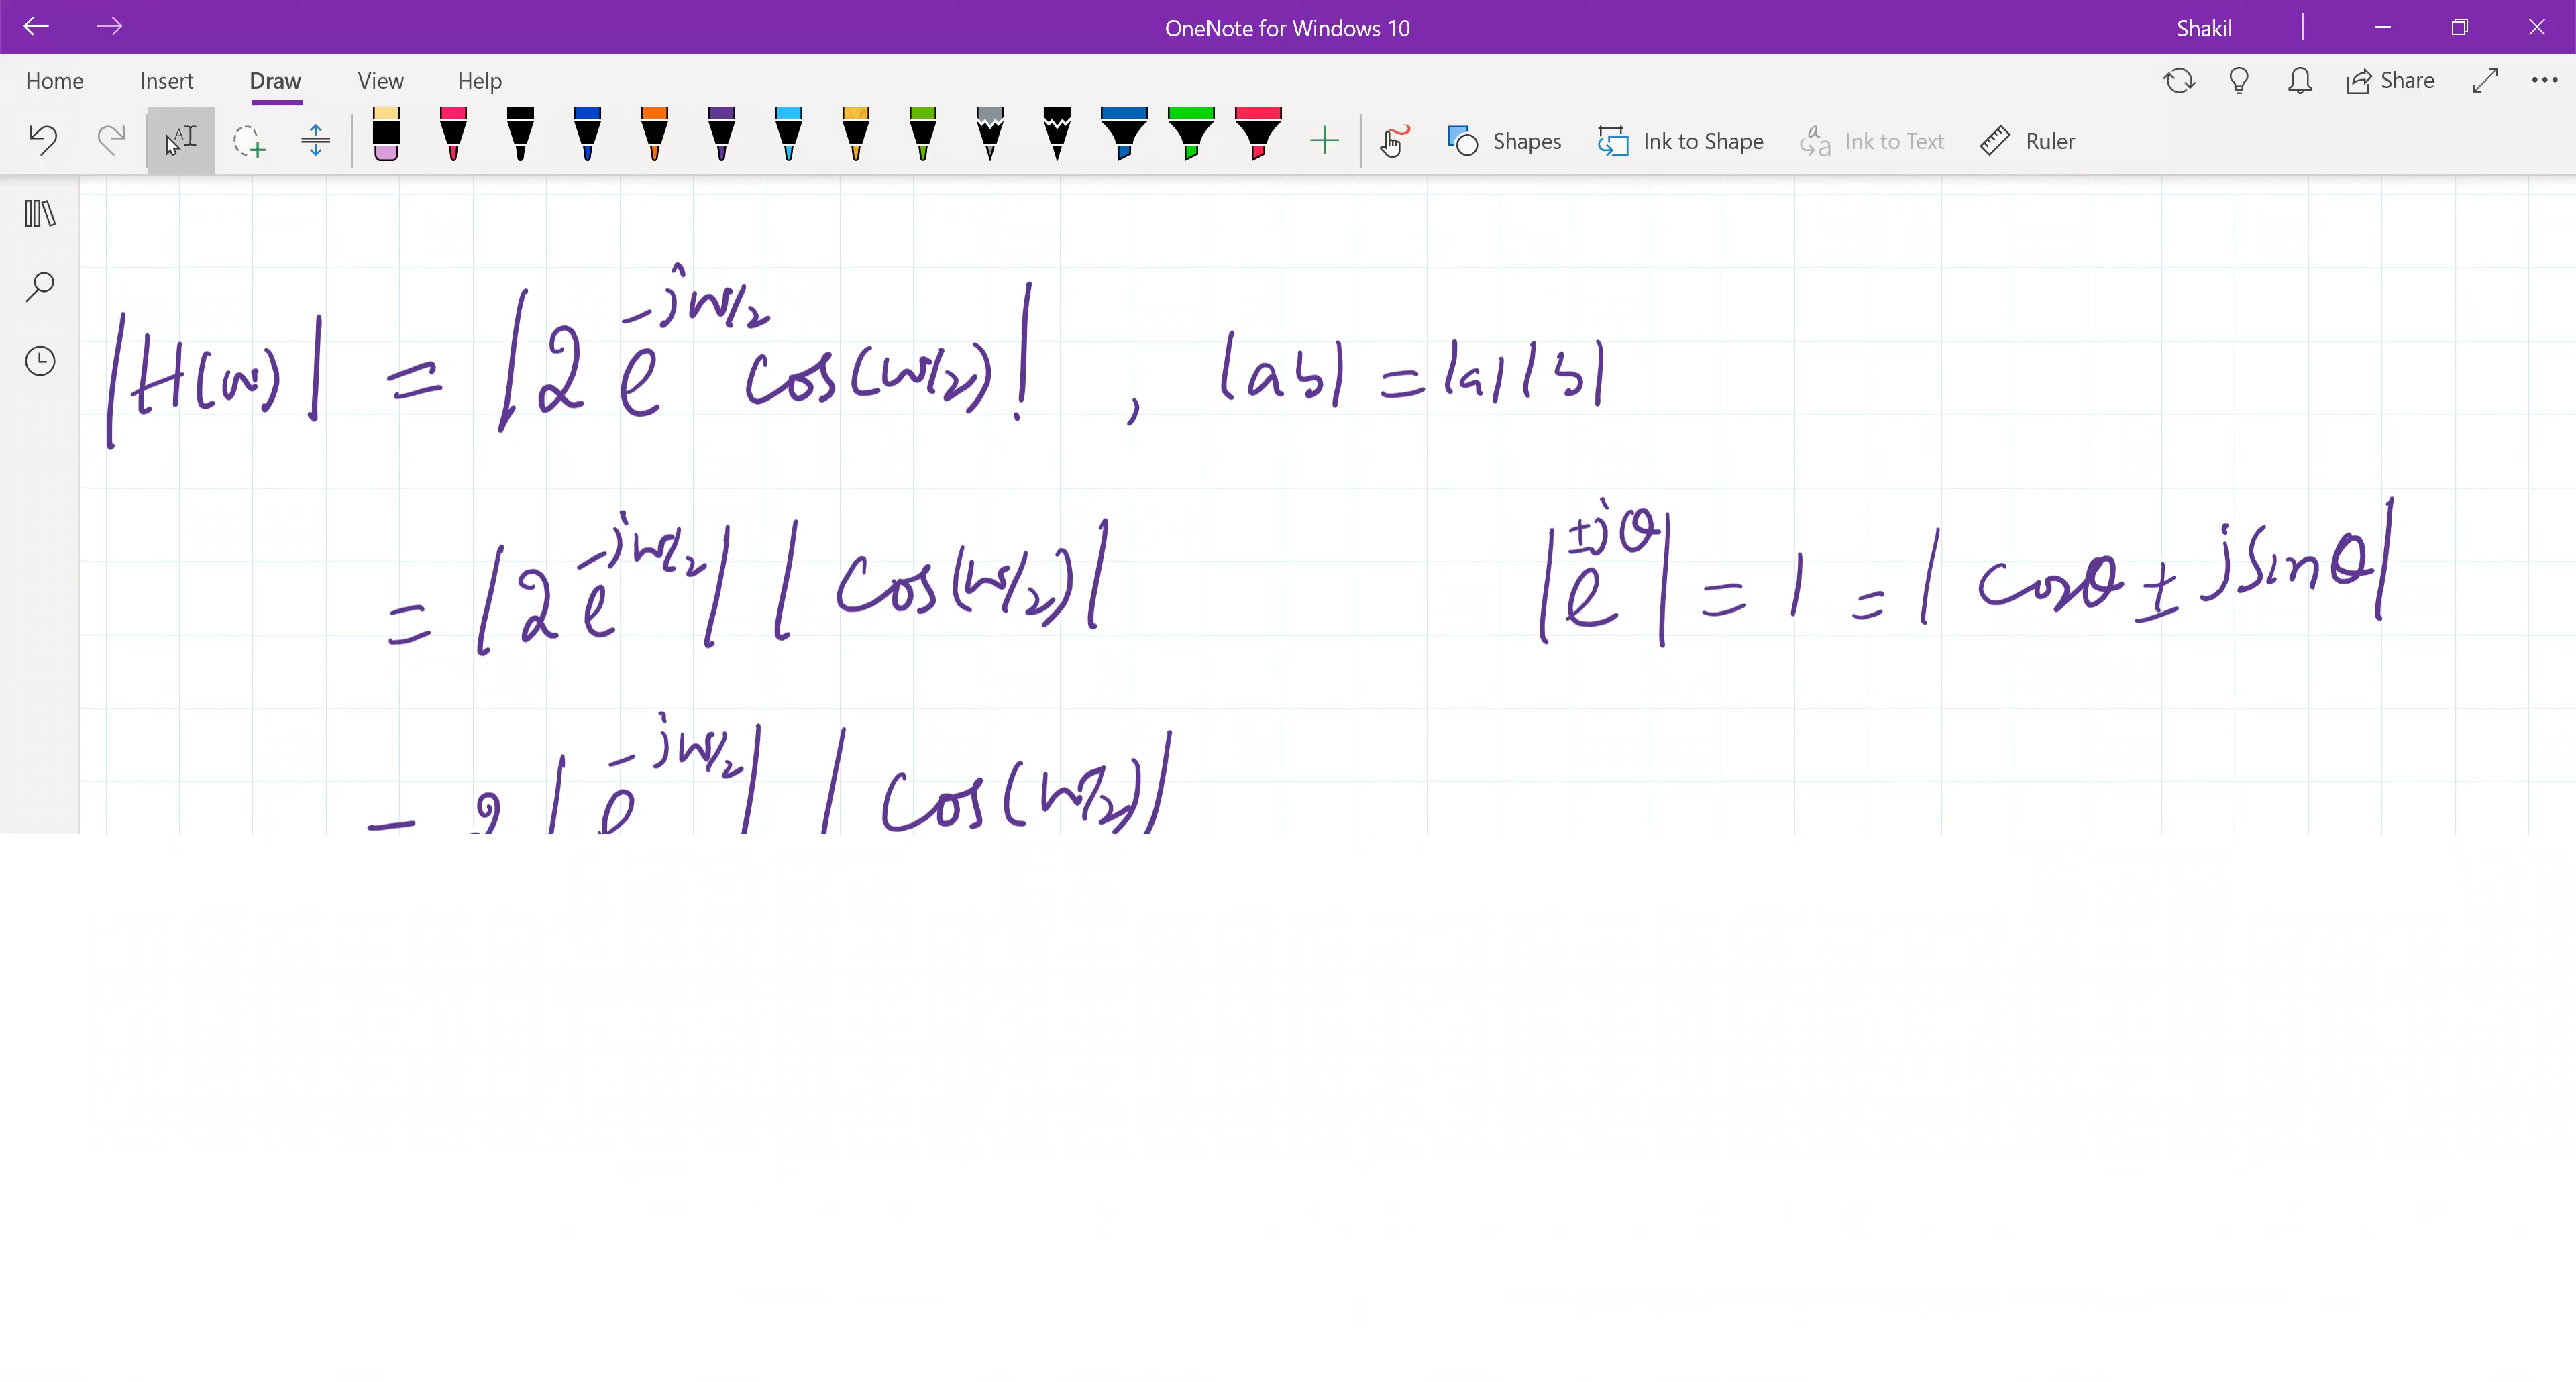 OneNote for Windows 10 Shakil
Home Insert Draw View Help Share
Shapes Ink to Shape Ink to Text Ruler
|H(w)| = |2 e^{-jw/2} cos(w/2)| , |ab| = |a| |b|
= |2 e^{-jw/2}| | cos(w/2)| |e^{±jθ}| = 1 = | cosθ ± jsinθ|
= 2 |e^{-jw/2}| | cos(w/2)|